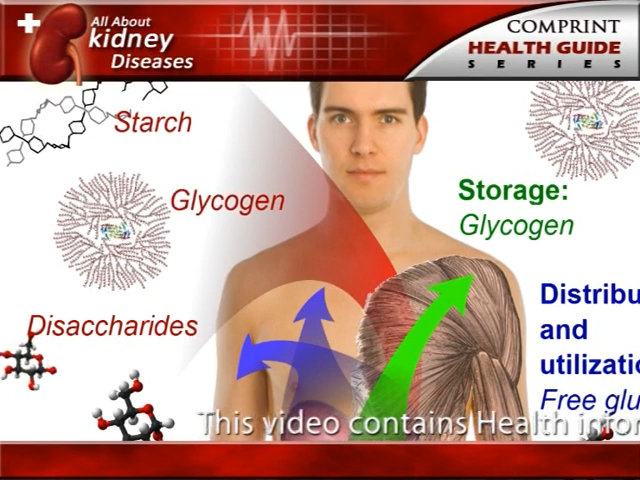 All About
kidney
Diseases
COMPRINT
HEALTH GUIDE
SERIES
Starch
Glycogen
Disaccharides
Storage:
Glycogen
Distribu
and
utilizatio
Free glu
This video contains Health infor